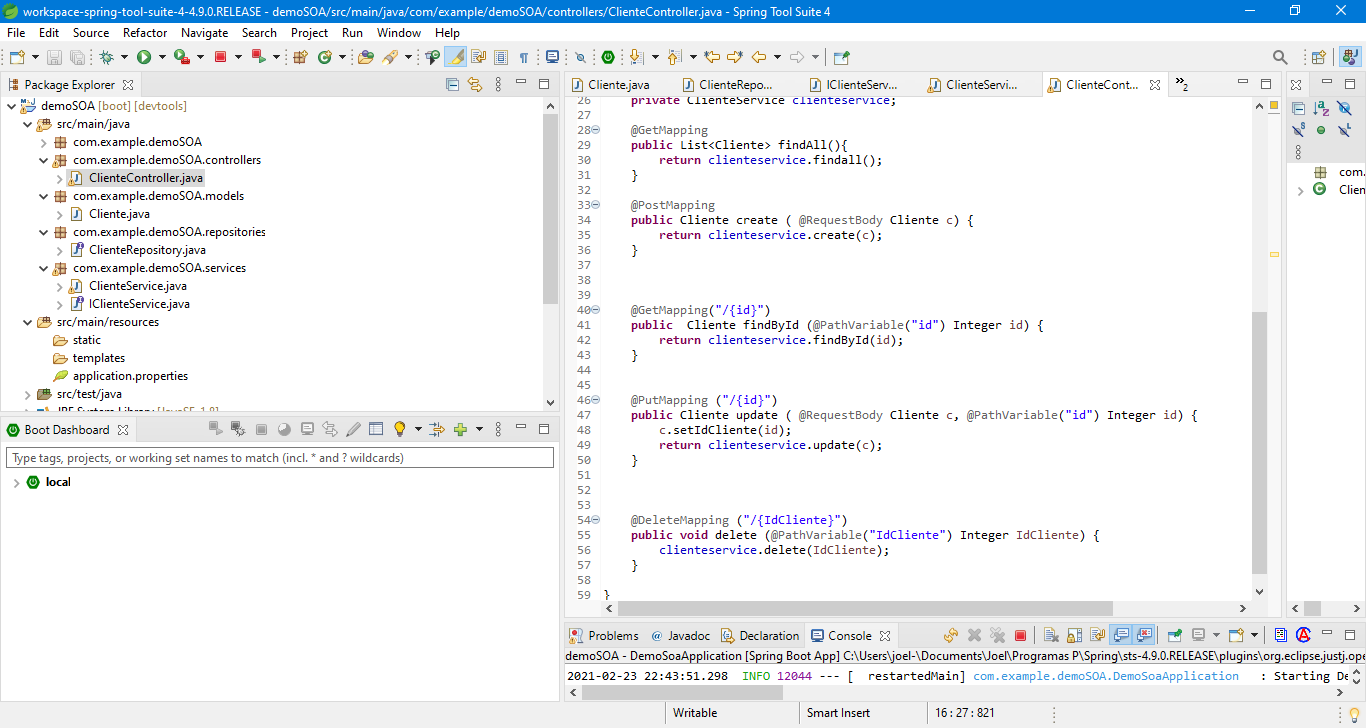 workspace-spring-tool-suite-4-4.9.0.RELEASE - demoSOA/src/main/java/com/example/demoSOA/controllers/ClienteController.java - Spring Tool Suite 4
File Edit Source Refactor Navigate Search Project Run Window Help
Package Explorer
demoSOA [boot] [devtools]
src/main/java
com.example.demoSOA
com.example.demoSOA.controllers
ClienteController.java
com.example.demoSOA.models
Cliente.java
com.example.demoSOA.repositories
ClienteRepository.java
com.example.demoSOA.services
ClienteService.java
IClienteService.java
src/main/resources
static
templates
application.properties
src/test/java
JRE System Library [JavaSE-1.8]
Boot Dashboard
Type tags, projects, or working set names to match (incl. * and ? wildcards)
local
Cliente.java ClienteRepo... IClienteServ... ClienteServi... ClienteCont... »2
26 private ClienteService clienteservice;
27
28 @GetMapping
29 public List<Cliente> findAll(){
30 return clienteservice.findall();
31 }
32
33 @PostMapping
34 public Cliente create ( @RequestBody Cliente c) {
35 return clienteservice.create(c);
36 }
37
38
39
40 @GetMapping("/{id}")
41 public Cliente findById (@PathVariable("id") Integer id) {
42 return clienteservice.findById(id);
43 }
44
45
46 @PutMapping ("/{id}")
47 public Cliente update ( @RequestBody Cliente c, @PathVariable("id") Integer id) {
48 c.setIdCliente(id);
49 return clienteservice.update(c);
50 }
51
52
53
54 @DeleteMapping ("/{IdCliente}")
55 public void delete (@PathVariable("IdCliente") Integer IdCliente) {
56 clienteservice.delete(IdCliente);
57 }
58
59 }
com.
Clien
Problems @ Javadoc Declaration Console
demoSOA - DemoSoaApplication [Spring Boot App] C:\Users\joel-\Documents\Joel\Programas P\Spring\sts-4.9.0.RELEASE\plugins\org.eclipse.justj.ope
2021-02-23 22:43:51.298 INFO 12044 --- [ restartedMain] com.example.demoSOA.DemoSoaApplication : Starting De
Writable Smart Insert 16 : 27 : 821